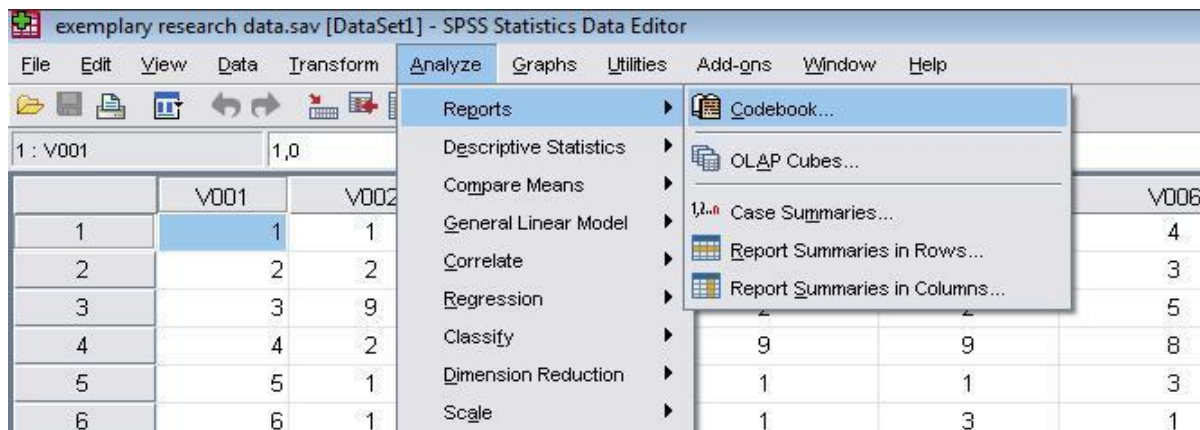 exemplary research data.sav [DataSet1] - SPSS Statistics Data Editor
File Edit View Data Transform Analyze Graphs Utilities Add-ons Window Help
Reports Codebook...
1 : V001 1,0 Descriptive Statistics OLAP Cubes...
V001 V002 Compare Means V006
1 1 1 General Linear Model 1,2..n Case Summaries... 4
2 2 2 Correlate Report Summaries in Rows... 3
3 3 9 Regression Report Summaries in Columns... 5
4 4 2 Classify 9 9 8
5 5 1 Dimension Reduction 1 1 3
6 6 1 Scale 1 3 1